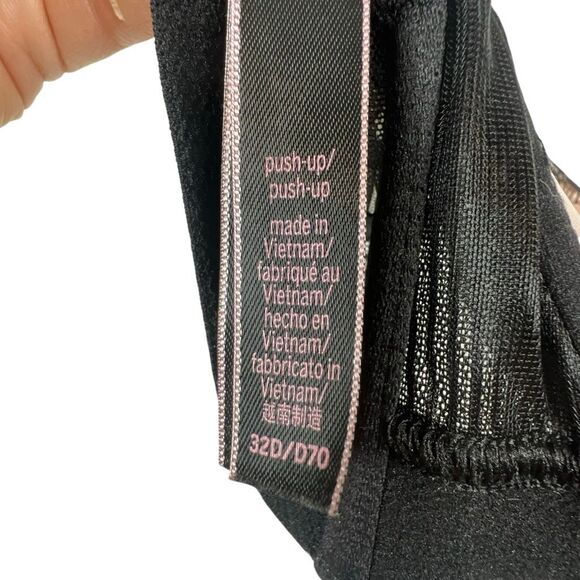 push-up/
push-up
made in
Vietnam/
fabriqué au
Vietnam/
hecho en
Vietnam/
fabbricato in
Vietnam/
越南制造
32D/D70